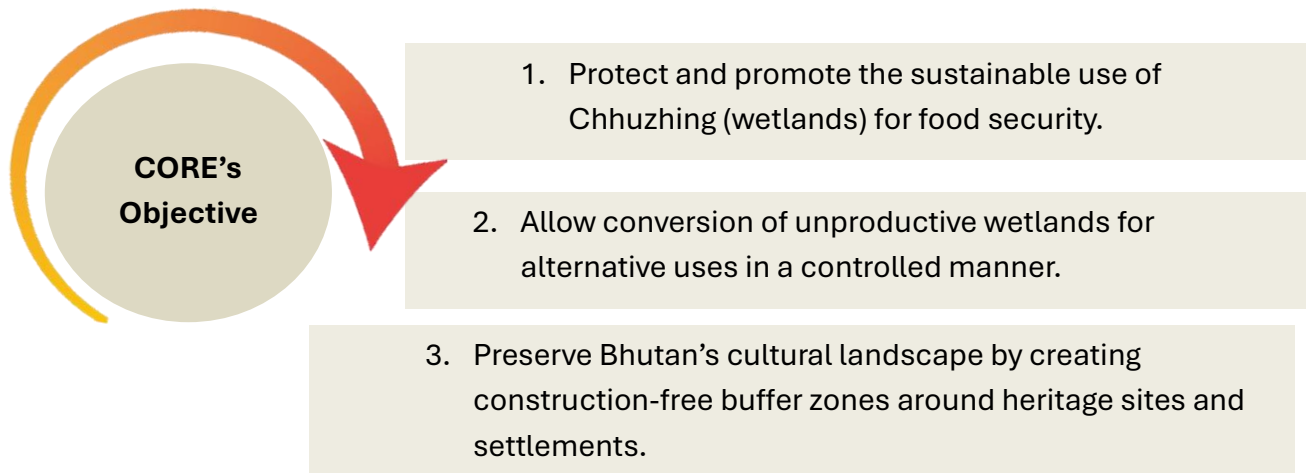 CORE's
Objective
1. Protect and promote the sustainable use of
Chhuzhing (wetlands) for food security.
2. Allow conversion of unproductive wetlands for
alternative uses in a controlled manner.
3. Preserve Bhutan’s cultural landscape by creating
construction-free buffer zones around heritage sites and
settlements.